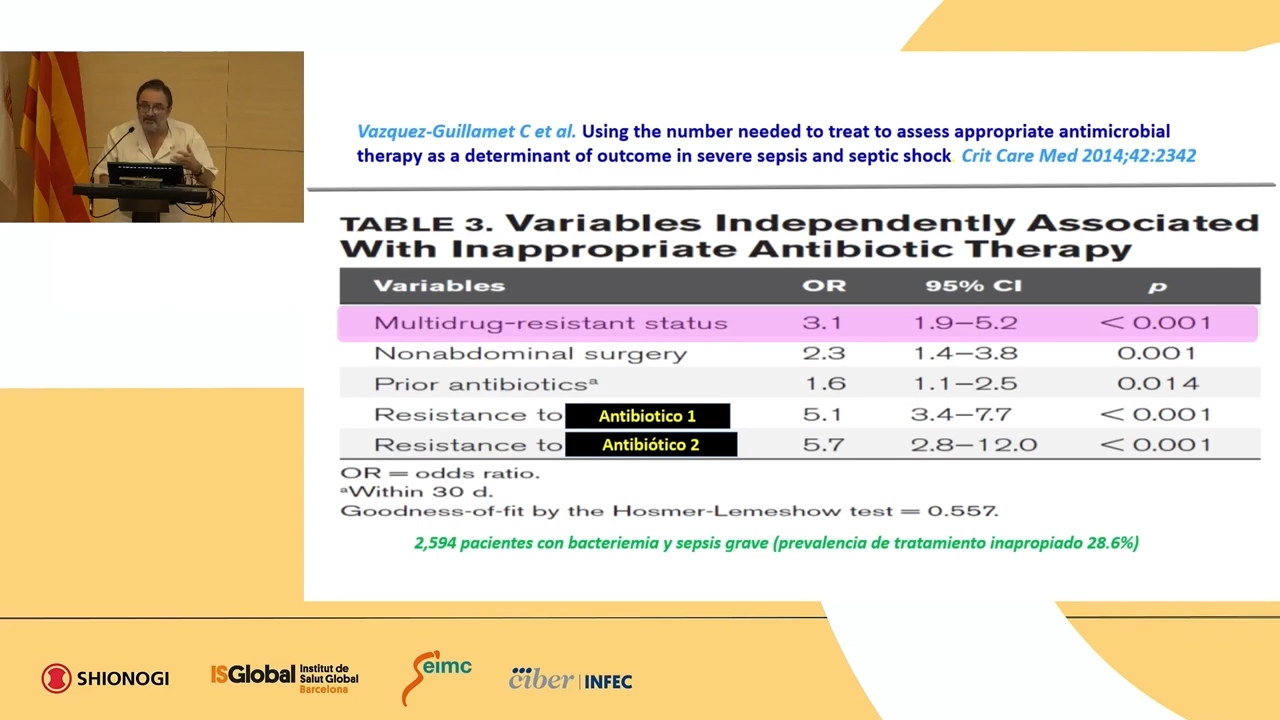 Vazquez-Guillamet C et al. Using the number needed to treat to assess appropriate antimicrobial
therapy as a determinant of outcome in severe sepsis and septic shock. Crit Care Med 2014;42:2342
TABLE 3. Variables Independently Associated
With Inappropriate Antibiotic Therapy
Variables OR 95% CI p
Multidrug-resistant status 3.1 1.9–5.2 < 0.001
Nonabdominal surgery 2.3 1.4–3.8 0.001
Prior antibioticsª 1.6 1.1–2.5 0.014
Resistance to Antibiotico 1 5.1 3.4–7.7 < 0.001
Resistance to Antibiótico 2 5.7 2.8–12.0 < 0.001
OR = odds ratio.
ªWithin 30 d.
Goodness-of-fit by the Hosmer-Lemeshow test = 0.557.
2,594 pacientes con bacteriemia y sepsis grave (prevalencia de tratamiento inapropiado 28.6%)
SHIONOGI
ISGlobal Institut de
Salut Global
Barcelona
Seimc
ciber INFEC